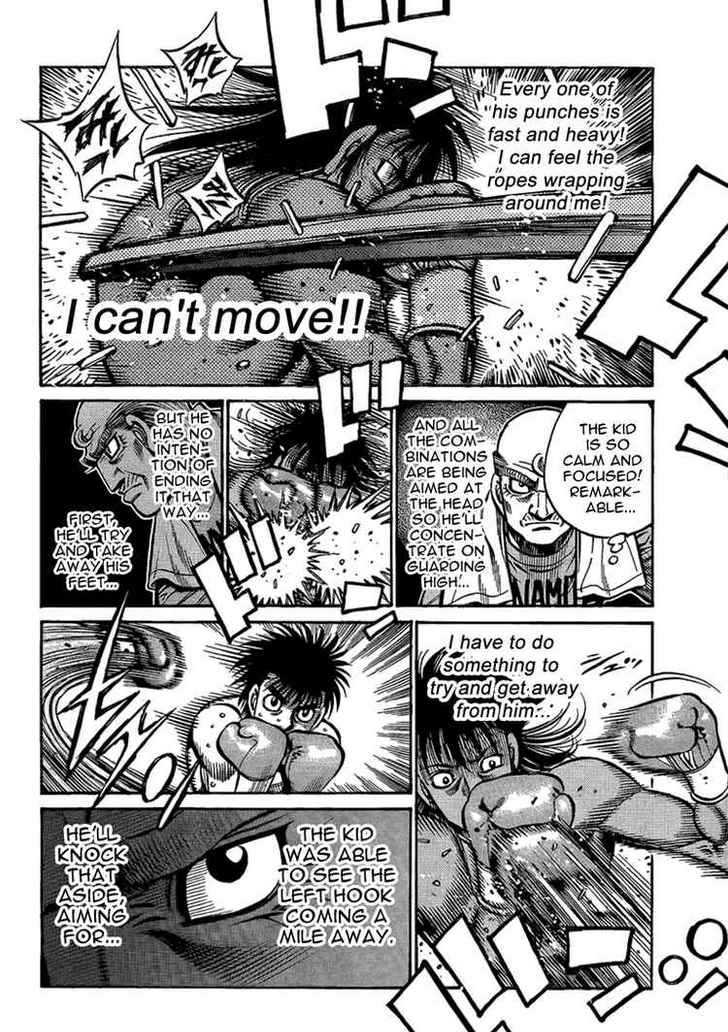 ド
Every one of
his punches is
fast and heavy!
I can feel the
ropes wrapping
around me!
I can't move!!
THE KID
IS SO
CALM AND
FOCUSED!
REMARK-
ABLE...
AND ALL
THE COM-
BINATIONS
ARE BEING
AIMED AT
THE HEAD
SO HE'LL
CONCEN-
TRATE ON
GUARDING
HIGH...
NAMI
ド
BUT HE
HAS NO
INTEN-
TION OF
ENDING
IT THAT
WAY...
FIRST,
HE'LL TRY
AND TAKE
AWAY HIS
FEET...
ド
I have to do
something to
try and get away
from him...
THE KID
WAS ABLE
TO SEE THE
LEFT HOOK
COMING A
MILE AWAY.
HE'LL
KNOCK
THAT
ASIDE,
AIMING
FOR...